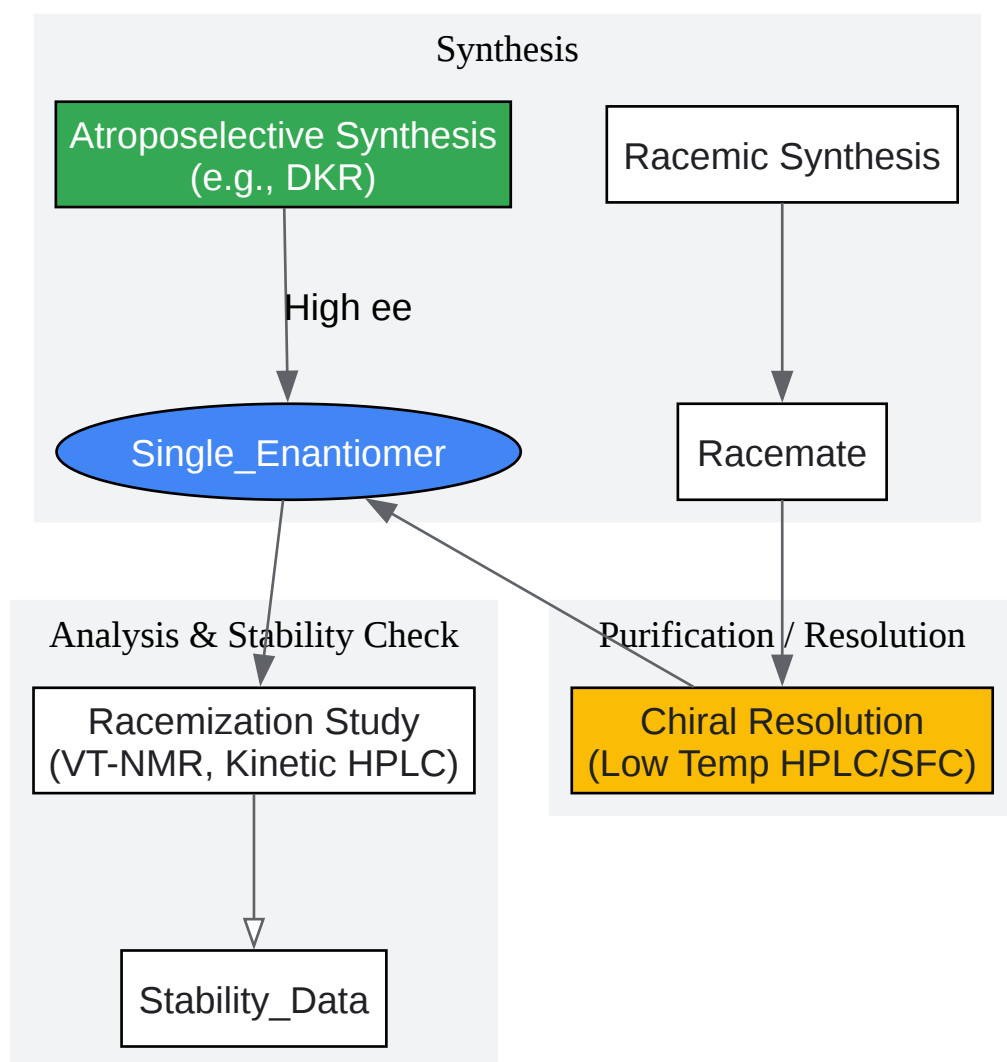 Synthesis
Atroposelective Synthesis
(e.g., DKR)
Racemic Synthesis
High ee
Single_Enantiomer
Racemate
Analysis & Stability Check
Purification / Resolution
Racemization Study
(VT-NMR, Kinetic HPLC)
Chiral Resolution
(Low Temp HPLC/SFC)
Stability_Data